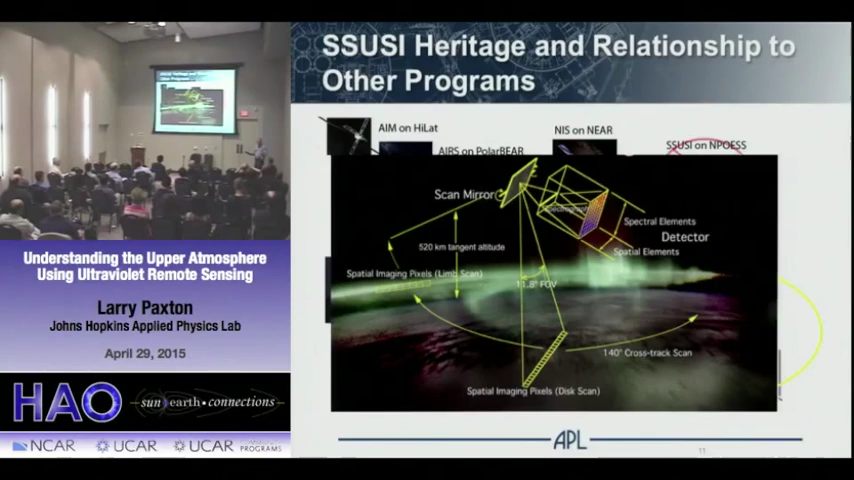 SSUSI Heritage and Relationship to
Other Programs
AIM on HiLat
AIRS on PolarBEAR
NIS on NEAR
SSUSI on NPOESS
Scan Mirror
Spectrograph
Spectral Elements
Detector
Spatial Elements
520 km tangent altitude
Spatial Imaging Pixels (Limb Scan)
11.8° FOV
140° Cross-track Scan
Spatial Imaging Pixels (Disk Scan)
APL
11
Understanding the Upper Atmosphere
Using Ultraviolet Remote Sensing
Larry Paxton
Johns Hopkins Applied Physics Lab
April 29, 2015
HAO
sun earth • connections
NCAR
UCAR
UCAR
PROGRAMS